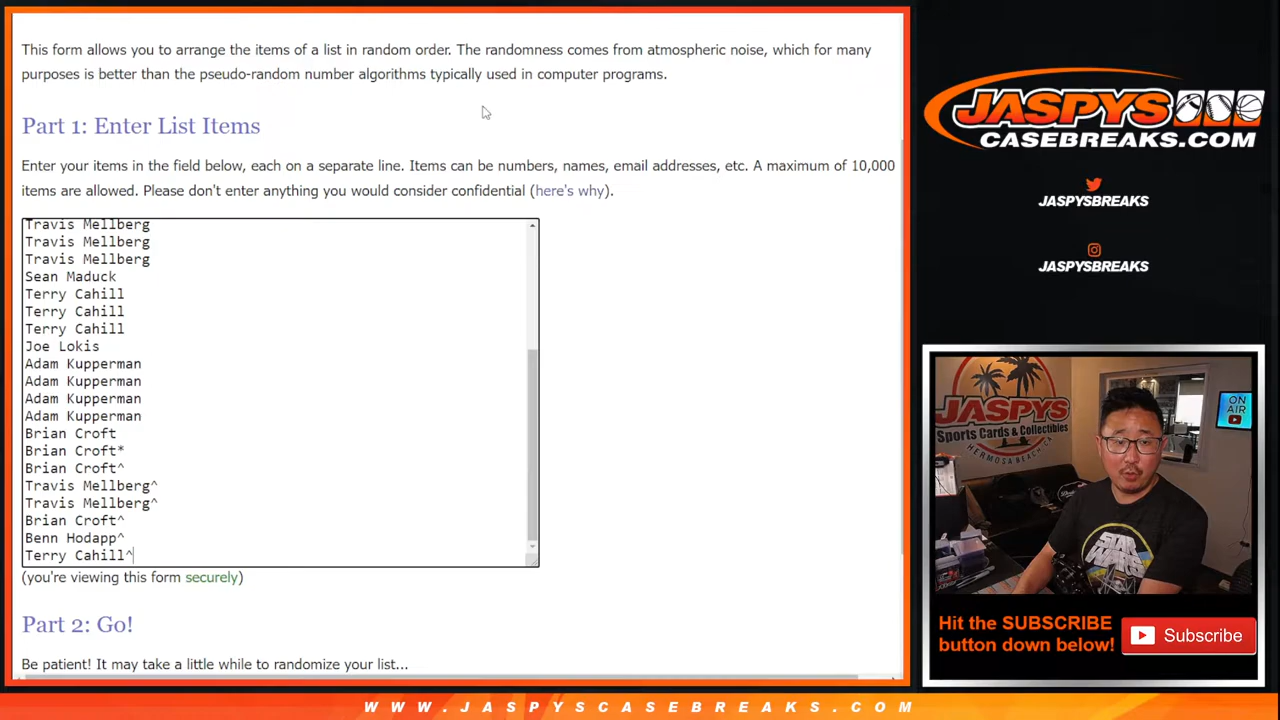 This form allows you to arrange the items of a list in random order. The randomness comes from atmospheric noise, which for many
purposes is better than the pseudo-random number algorithms typically used in computer programs.
Part 1: Enter List Items
Enter your items in the field below, each on a separate line. Items can be numbers, names, email addresses, etc. A maximum of 10,000
items are allowed. Please don't enter anything you would consider confidential (here's why).
Travis Mellberg
Travis Mellberg
Travis Mellberg
Sean Maduck
Terry Cahill
Terry Cahill
Terry Cahill
Joe Lokis
Adam Kupperman
Adam Kupperman
Adam Kupperman
Adam Kupperman
Brian Croft
Brian Croft*
Brian Croft^
Travis Mellberg^
Travis Mellberg^
Brian Croft^
Benn Hodapp^
Terry Cahill^
(you're viewing this form securely)
Part 2: Go!
Be patient! It may take a little while to randomize your list...
JASPYS
CASEBREAKS.COM
JASPYSBREAKS
JASPYSBREAKS
JASPYS
Sports Cards & Collectibles
HERMOSA BEACH, CA
ON
AIR
STAR
WARS
Hit the SUBSCRIBE
button down below!
Subscribe
WWW.JASPYSCASEBREAKS.COM